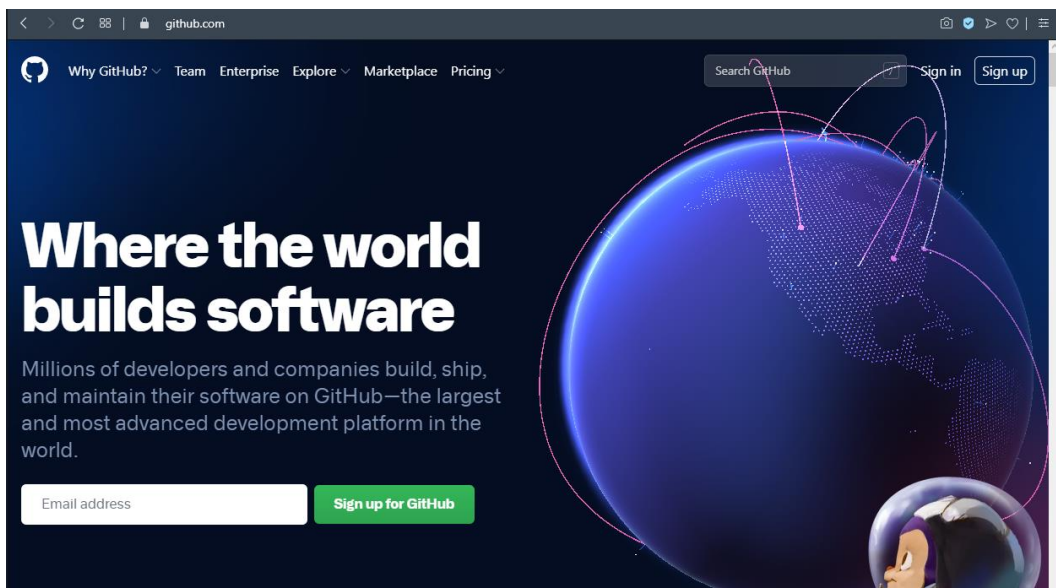 github.com
Why GitHub? Team Enterprise Explore Marketplace Pricing Search GitHub / Sign in Sign up
Where the world
builds software
Millions of developers and companies build, ship,
and maintain their software on GitHub—the largest
and most advanced development platform in the
world.
Email address Sign up for GitHub